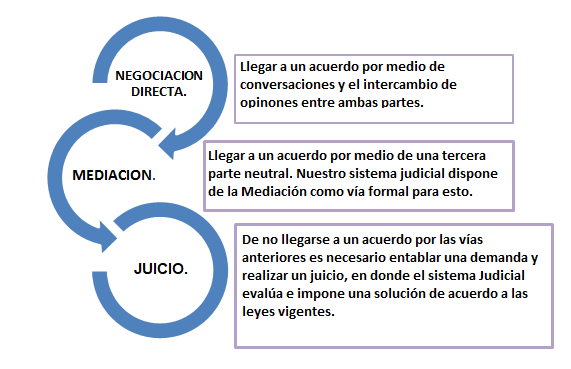 NEGOCIACION
DIRECTA.
Llegar a un acuerdo por medio de
conversaciones y el intercambio de
opinones entre ambas partes.
MEDIACION.
Llegar a un acuerdo por medio de una tercera
parte neutral. Nuestro sistema judicial dispone
de la Mediación como vía formal para esto.
JUICIO.
De no llegarse a un acuerdo por las vías
anteriores es necesario entablar una demanda y
realizar un juicio, en donde el sistema Judicial
evalúa e impone una solución de acuerdo a las
leyes vigentes.